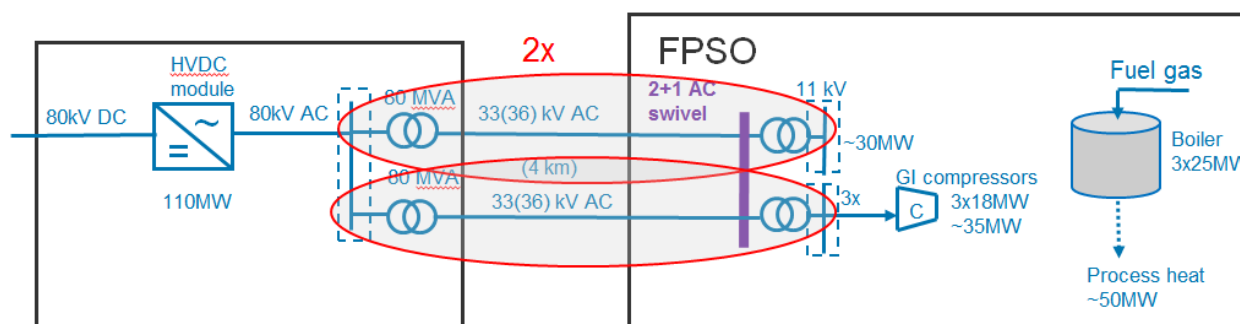 2x
FPSO
HVDC
module
80kV DC
80kV AC
110MW
80 MVA
33(36) kV AC
2+1 AC
swivel
11 kV
~30MW
(4 km)
80 MVA
33(36) kV AC
3x
GI compressors
C
3x18MW
~35MW
Fuel gas
Boiler
3x25MW
Process heat
~50MW